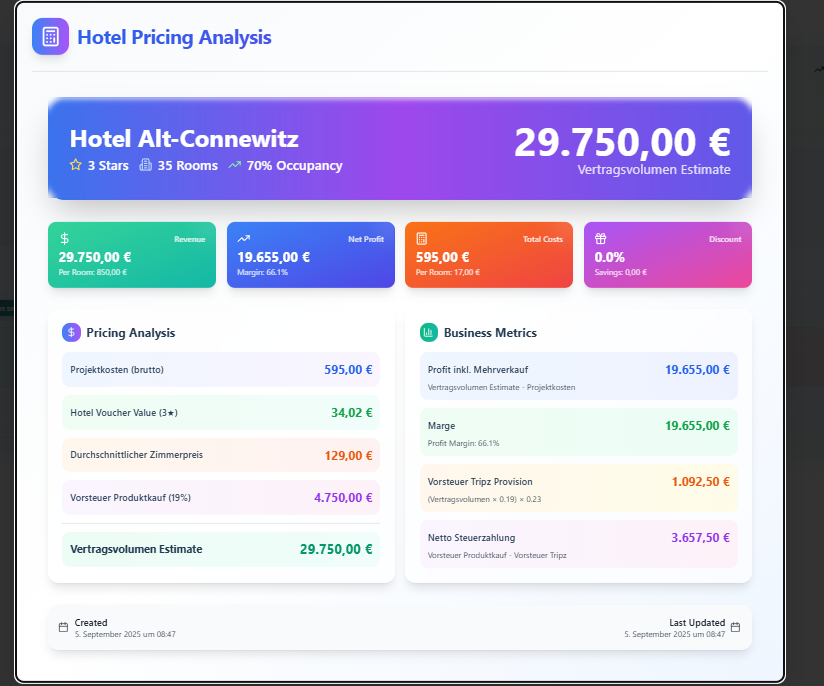 Hotel Pricing Analysis
Hotel Alt-Connewitz
3 Stars 35 Rooms 70% Occupancy
29.750,00 €
Vertragsvolumen Estimate
Revenue
29.750,00 €
Per Room: 850,00 €
Net Profit
19.655,00 €
Margin: 66.1%
Total Costs
595,00 €
Per Room: 17,00 €
Discount
0.0%
Savings: 0,00 €
Pricing Analysis
Projektkosten (brutto) 595,00 €
Hotel Voucher Value (3★) 34,02 €
Durchschnittlicher Zimmerpreis 129,00 €
Vorsteuer Produktkauf (19%) 4.750,00 €
Vertragsvolumen Estimate 29.750,00 €
Business Metrics
Profit inkl. Mehrverkauf 19.655,00 €
Vertragsvolumen Estimate - Projektkosten
Marge 19.655,00 €
Profit Margin: 66.1%
Vorsteuer Tripz Provision 1.092,50 €
(Vertragsvolumen × 0.19) × 0.23
Netto Steuerzahlung 3.657,50 €
Vorsteuer Produktkauf - Vorsteuer Tripz
Created
5. September 2025 um 08:47
Last Updated
5. September 2025 um 08:47